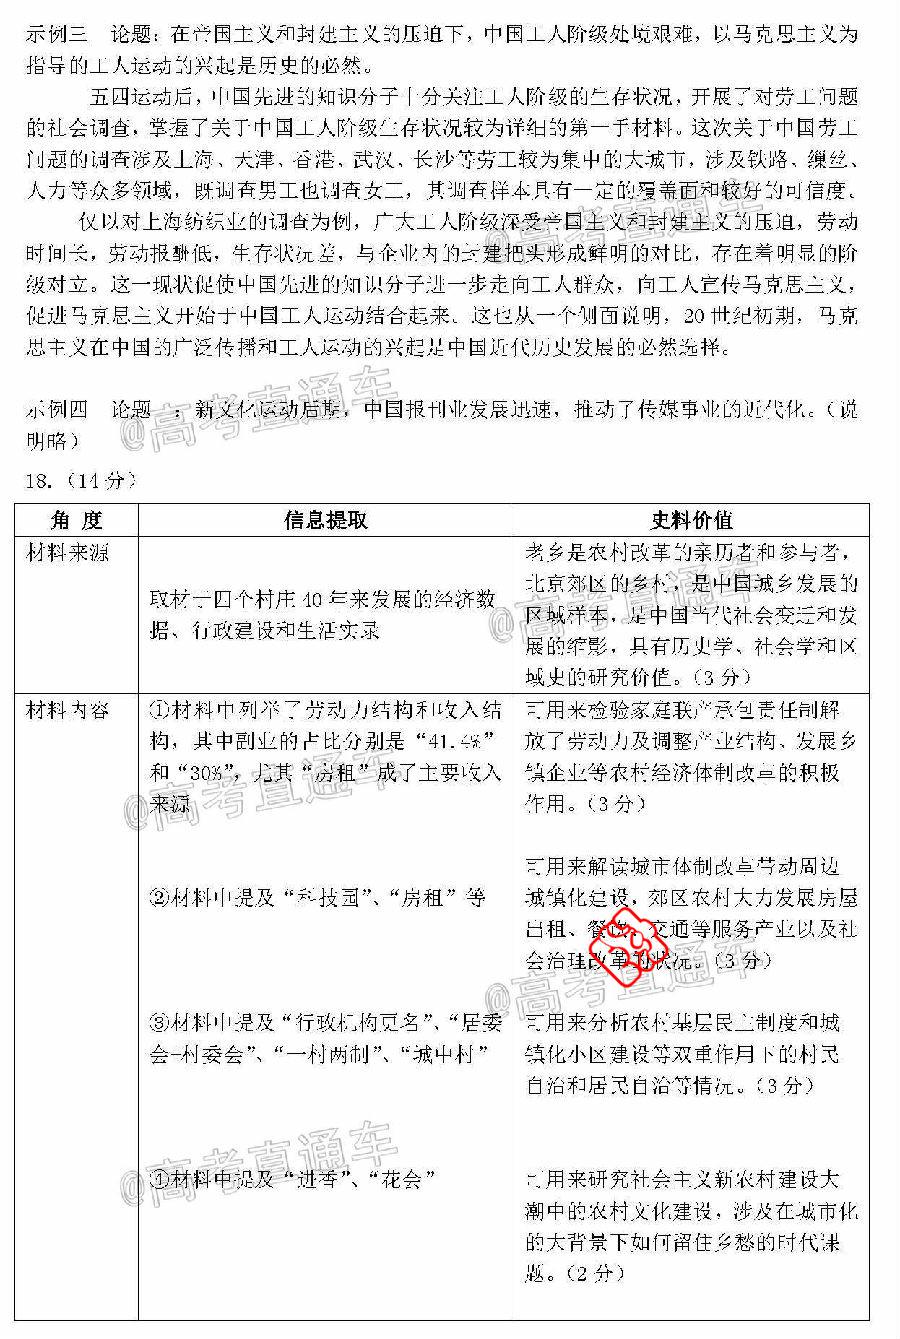 示例三　论题：在帝国主义和封建主义的压迫下，中国工人阶级处境艰难，以马克思主义为
指导的工人运动的兴起是历史的必然。
五四运动后，中国先进的知识分子十分关注工人阶级的生存状况，开展了对劳工问题
的社会调查，掌握了关于中国工人阶级生存状况较为详细的第一手材料。这次关于中国劳工
问题的调查涉及上海、天津、香港、武汉、长沙等劳工较为集中的大城市，涉及铁路、缫丝、
人力等众多领域，既调查男工也调查女工，其调查样本具有一定的覆盖面和较好的可信度。
仅以对上海纺织业的调查为例，广大工人阶级深受帝国主义和封建主义的压迫，劳动
时间长，劳动报酬低，生存状况差，与企业内的封建把头形成鲜明的对比，存在着明显的阶
级对立。这一现状促使中国先进的知识分子进一步走向工人群众，向工人宣传马克思主义，
促进马克思主义开始于中国工人运动结合起来。这也从一个侧面说明，20 世纪初期，马克
思主义在中国的广泛传播和工人运动的兴起是中国近代历史发展的必然选择。
示例四　论题　：新文化运动后期，中国报刊业发展迅速，推动了传媒事业的近代化。（说
明略）
18.（14 分）
角 度
信息提取
史料价值
材料来源
取材于四个村庄 40 年来发展的经济数
据、行政建设和生活实录
老乡是农村改革的亲历者和参与者，
北京郊区的乡村，是中国城乡发展的
区域样本，是中国当代社会变迁和发
展的缩影，具有历史学、社会学和区
域史的研究价值。（3 分）
材料内容
①材料中列举了劳动力结构和收入结
构，其中副业的占比分别是“41.4%”
和“30%”，尤其“房租”成了主要收入
来源
可用来检验家庭联产承包责任制解
放了劳动力及调整产业结构、发展乡
镇企业等农村经济体制改革的积极
作用。（3 分）
②材料中提及“科技园”、“房租”等
可用来解读城市体制改革带动周边
城镇化建设，郊区农村大力发展房屋
出租、餐饮、交通等服务产业以及社
会治理改革的状况。（3 分）
③材料中提及“行政机构更名”、“居委
会+村委会”、“一村两制”、“城中村”
可用来分析农村基层民主制度和城
镇化小区建设等双重作用下的村民
自治和居民自治等情况。（3 分）
④材料中提及“进香”、“花会”
可用来研究社会主义新农村建设大
潮中的农村文化建设，涉及在城市化
的大背景下如何留住乡愁的时代课
题。（2 分）
@高考直通车
@高考直通车
@高考直通车
@高考直通车
@高考直通车
@高考直通车